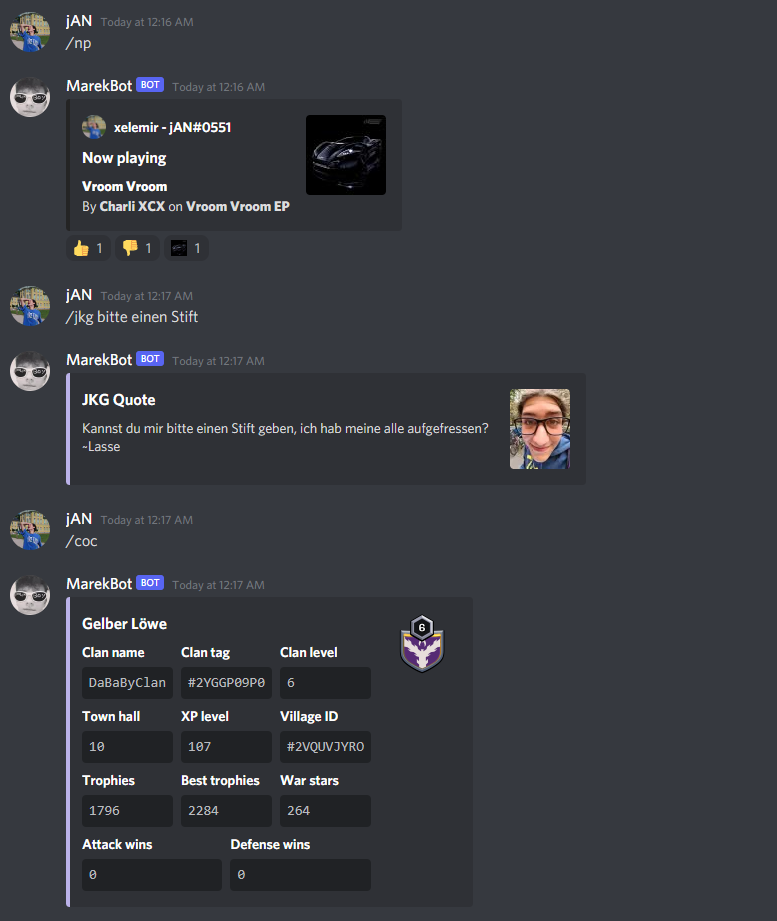 jAN Today at 12:16 AM
/np
MarekBot BOT Today at 12:16 AM
xelemir - jAN#0551
Now playing
Vroom Vroom
By Charli XCX on Vroom Vroom EP
1 1 1
jAN Today at 12:17 AM
/jkg bitte einen Stift
MarekBot BOT Today at 12:17 AM
JKG Quote
Kannst du mir bitte einen Stift geben, ich hab meine alle aufgefressen?
~Lasse
jAN Today at 12:17 AM
/coc
MarekBot BOT Today at 12:17 AM
Gelber Löwe
6
Clan name Clan tag Clan level
DaBaByClan #2YGGP09P0 6
Town hall XP level Village ID
10 107 #2VQUVJYRO
Trophies Best trophies War stars
1796 2284 264
Attack wins Defense wins
0 0